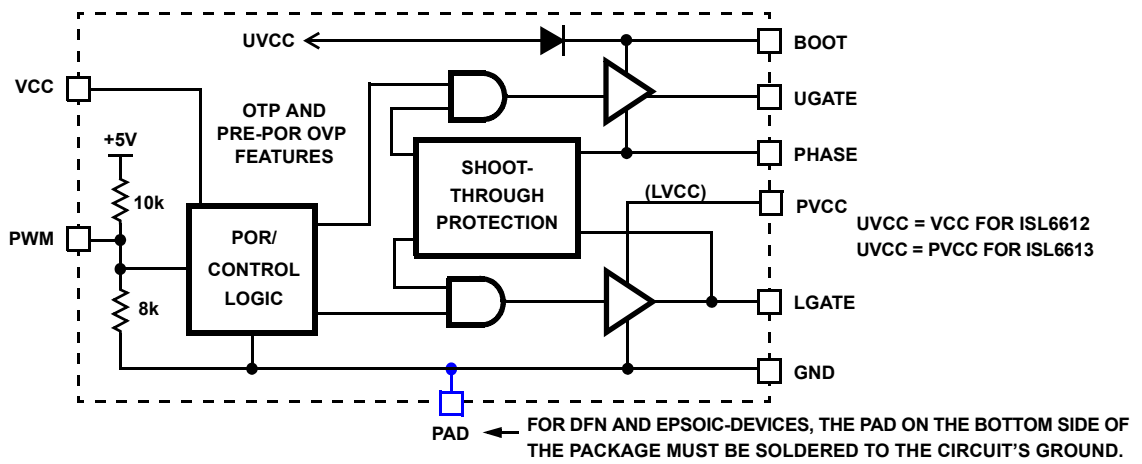 UVCC
BOOT
VCC
OTP AND
PRE-POR OVP
FEATURES
UGATE
+5V
PHASE
SHOOT-
THROUGH
PROTECTION
10k
(LVCC)
PVCC
UVCC = VCC FOR ISL6612
UVCC = PVCC FOR ISL6613
PWM
POR/
CONTROL
LOGIC
8k
LGATE
GND
PAD
FOR DFN AND EPSOIC-DEVICES, THE PAD ON THE BOTTOM SIDE OF
THE PACKAGE MUST BE SOLDERED TO THE CIRCUIT'S GROUND.